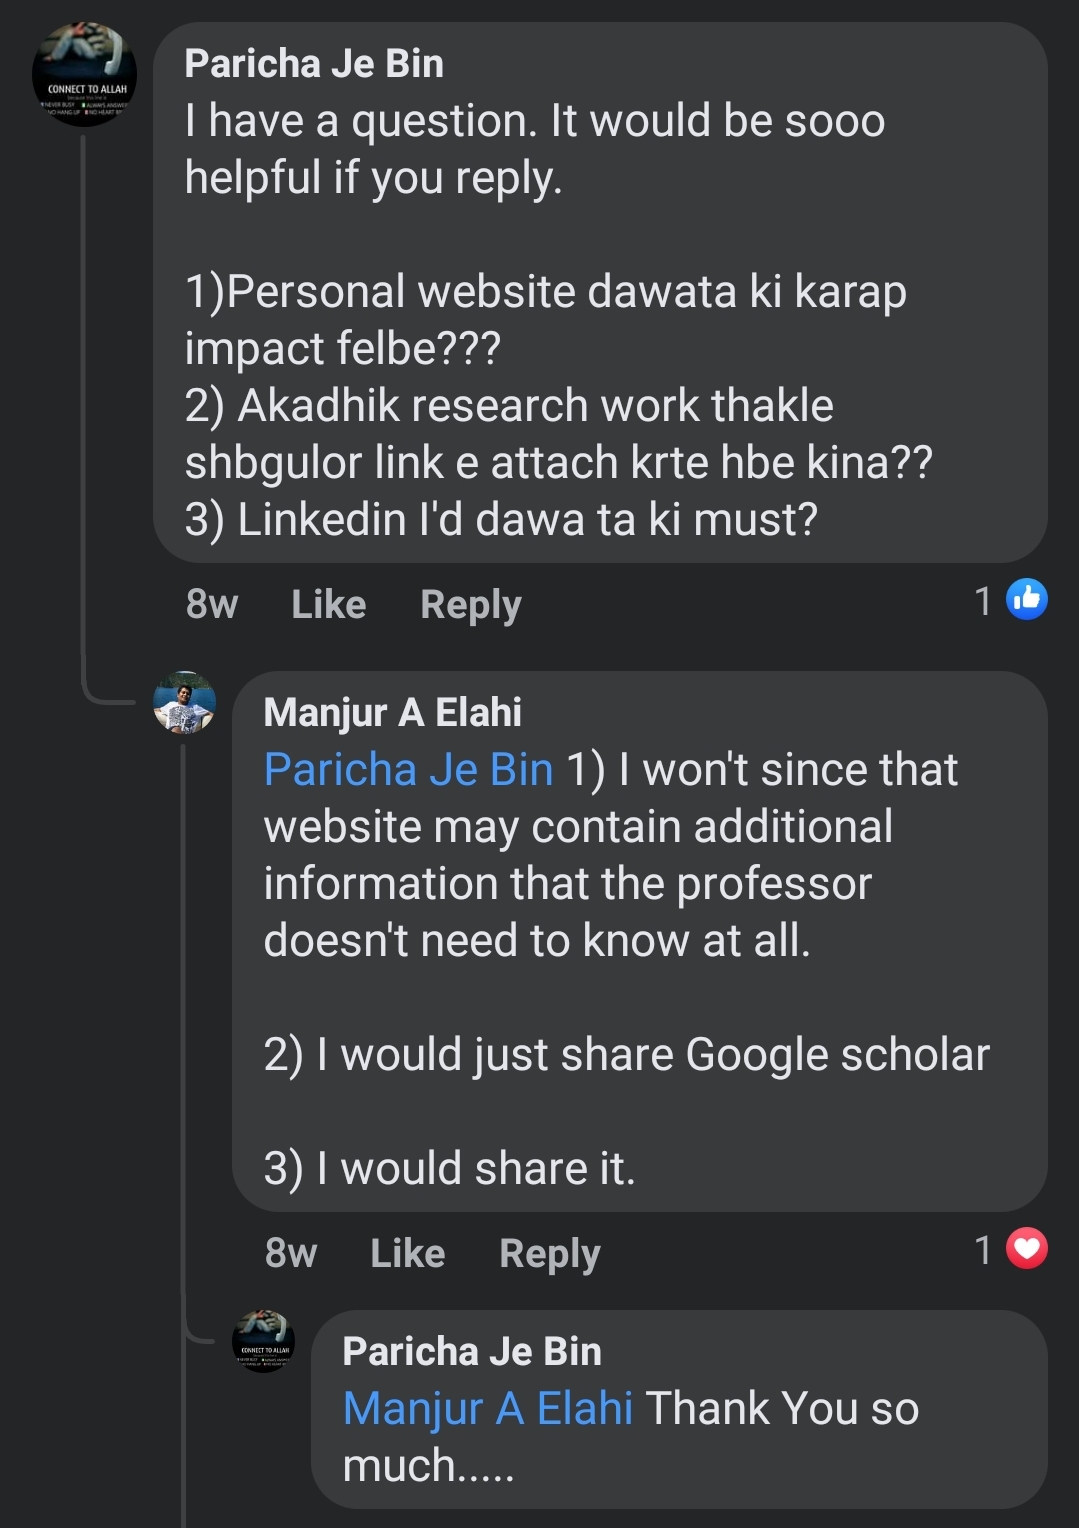 CONNECT TO ALLAH
Paricha Je Bin
I have a question. It would be sooo
helpful if you reply.
1)Personal website dawata ki karap
impact felbe???
2) Akadhik research work thakle
shbgulor link e attach krte hbe kina??
3) Linkedin I'd dawa ta ki must?
8w Like Reply 1
Manjur A Elahi
Paricha Je Bin 1) I won't since that
website may contain additional
information that the professor
doesn't need to know at all.
2) I would just share Google scholar
3) I would share it.
8w Like Reply 1
CONNECT TO ALLAH
Paricha Je Bin
Manjur A Elahi Thank You so
much.....